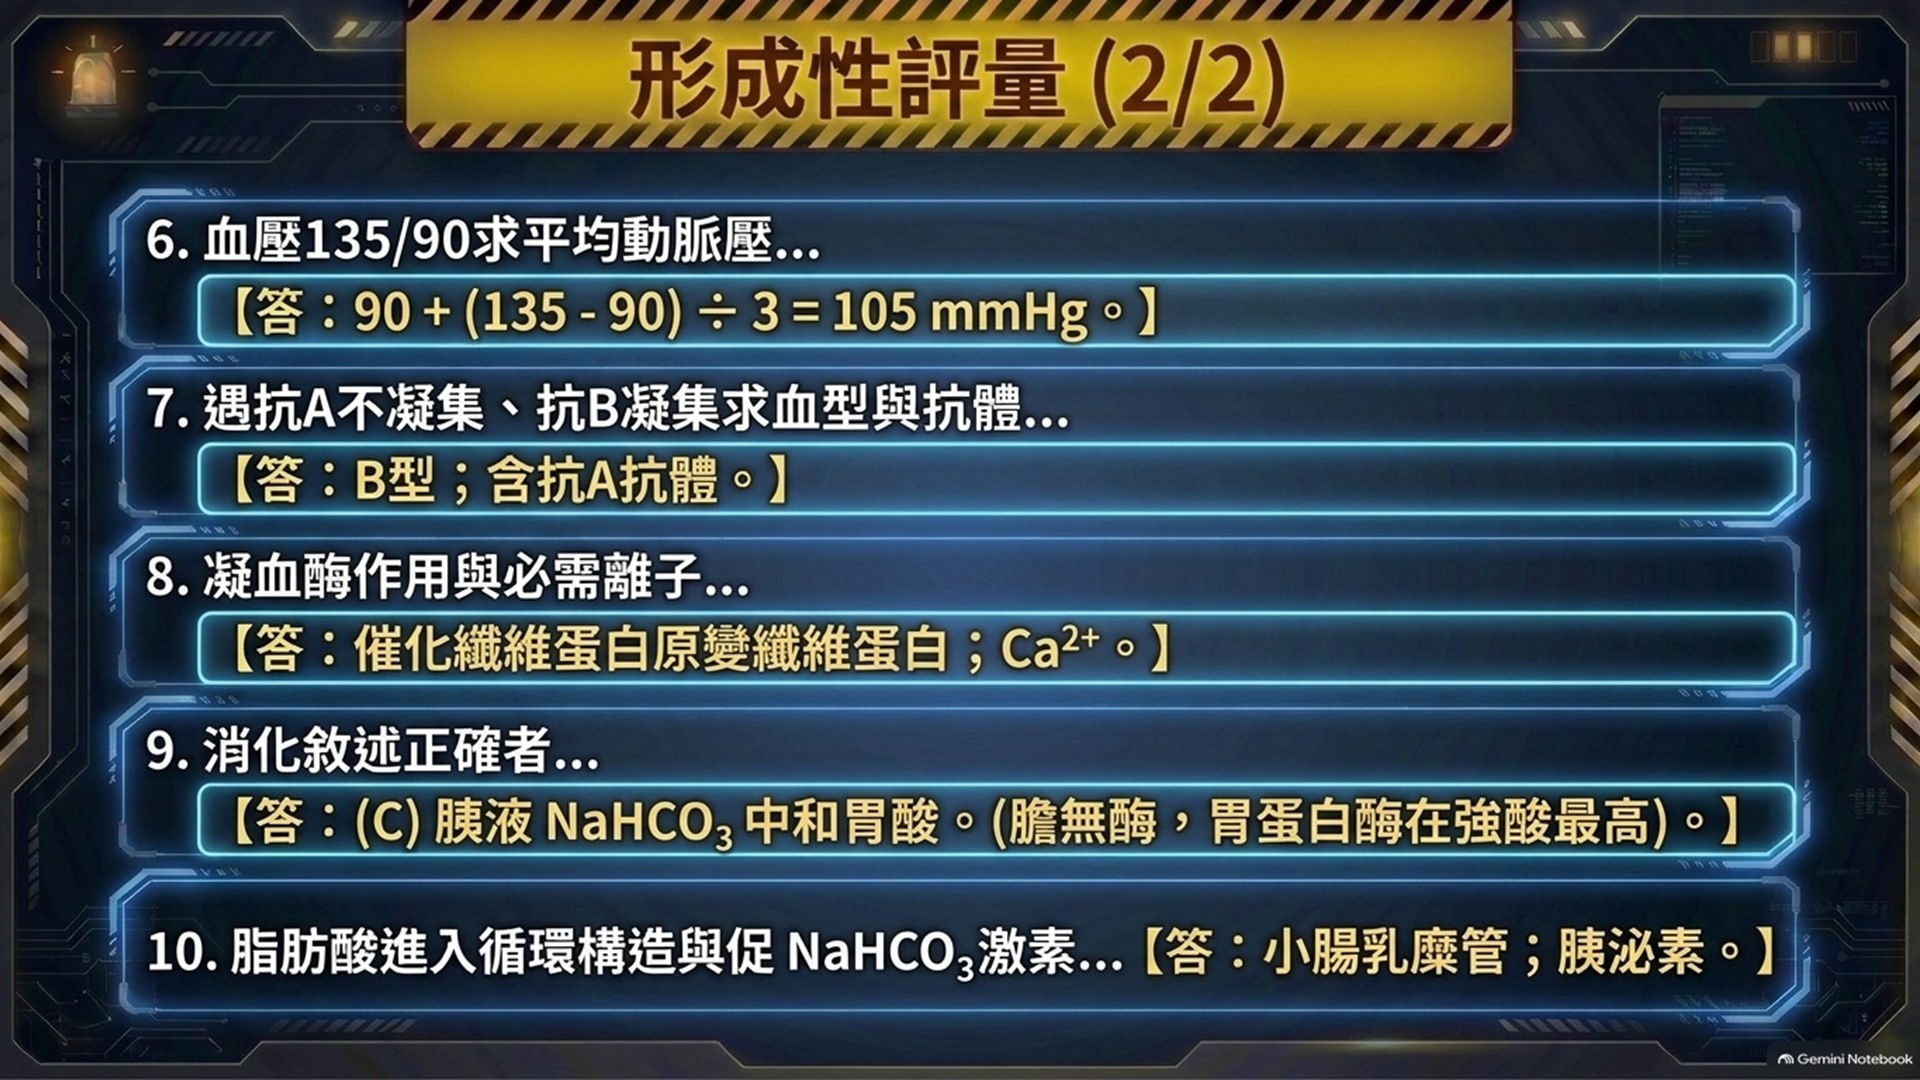 形成性評量 (2/2)
6. 血壓135/90求平均動脈壓...
【答：90 + (135 - 90) ÷ 3 = 105 mmHg。】
7. 遇抗A不凝集、抗B凝集求血型與抗體...
【答：B型；含抗A抗體。】
8. 凝血酶作用與必需離子...
【答：催化纖維蛋白原變纖維蛋白；Ca²⁺。】
9. 消化敘述正確者...
【答：(C) 胰液 NaHCO₃ 中和胃酸。(膽無酶，胃蛋白酶在強酸最高)。】
10. 脂肪酸進入循環構造與促 NaHCO₃激素...【答：小腸乳糜管；胰泌素。】
Gemini Notebook